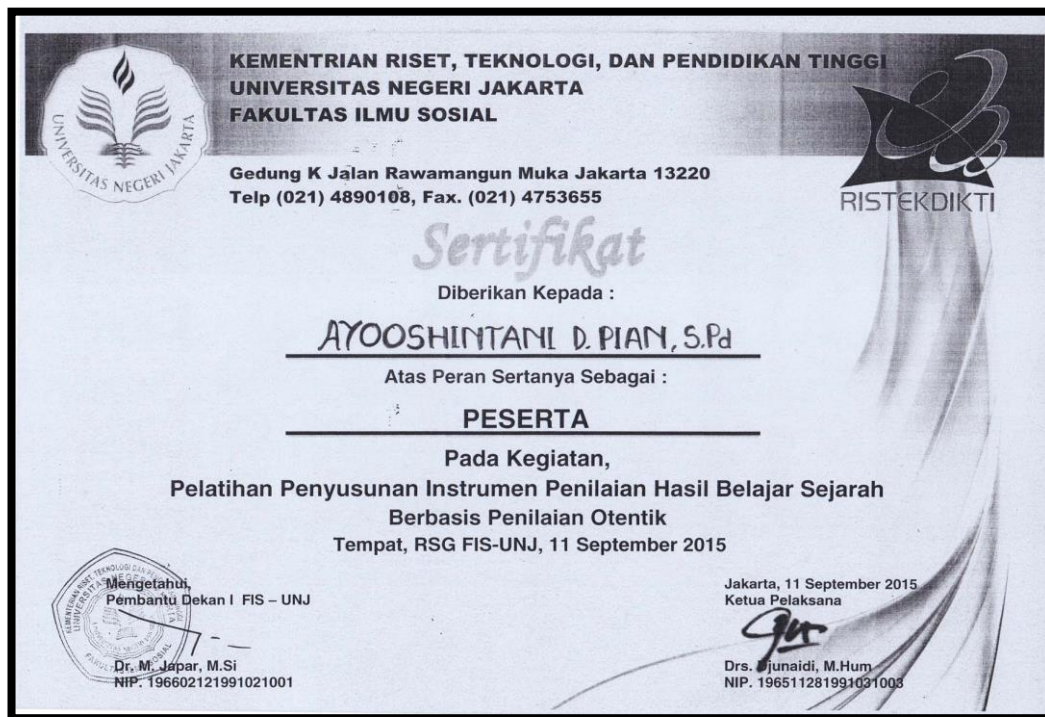 KEMENTRIAN RISET, TEKNOLOGI, DAN PENDIDIKAN TINGGI
UNIVERSITAS NEGERI JAKARTA
FAKULTAS ILMU SOSIAL
UNIVERSITAS NEGERI JAKARTA
Gedung K Jalan Rawamangun Muka Jakarta 13220
Telp (021) 4890108, Fax. (021) 4753655
RISTEKDIKTI
Sertifikat
Diberikan Kepada :
AYOOSHINTANI D. PIAN, S.Pd
Atas Peran Sertanya Sebagai :
PESERTA
Pada Kegiatan,
Pelatihan Penyusunan Instrumen Penilaian Hasil Belajar Sejarah
Berbasis Penilaian Otentik
Tempat, RSG FIS-UNJ, 11 September 2015
Mengetahui,
Pembantu Dekan I FIS – UNJ
Dr. M. Japar, M.Si
NIP. 196602121991021001
Jakarta, 11 September 2015
Ketua Pelaksana
Drs. Djunaidi, M.Hum
NIP. 196511281991031003